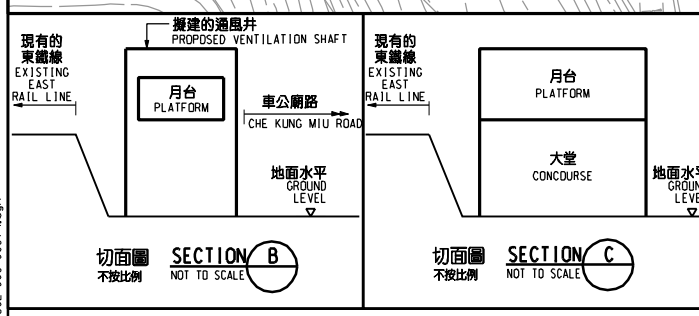 擬建的通風井
PROPOSED VENTILATION SHAFT
現有的
東鐵線
EXISTING
EAST
RAIL LINE
月台
PLATFORM
車公廟路
CHE KUNG MIU ROAD
地面水平
GROUND
LEVEL
切面圖
不按比例
SECTION B
NOT TO SCALE
現有的
東鐵線
EXISTING
EAST
RAIL LINE
月台
PLATFORM
大堂
CONCOURSE
地面水平
GROUN
LEVEL
切面圖
不按比例
SECTION C
NOT TO SCALE